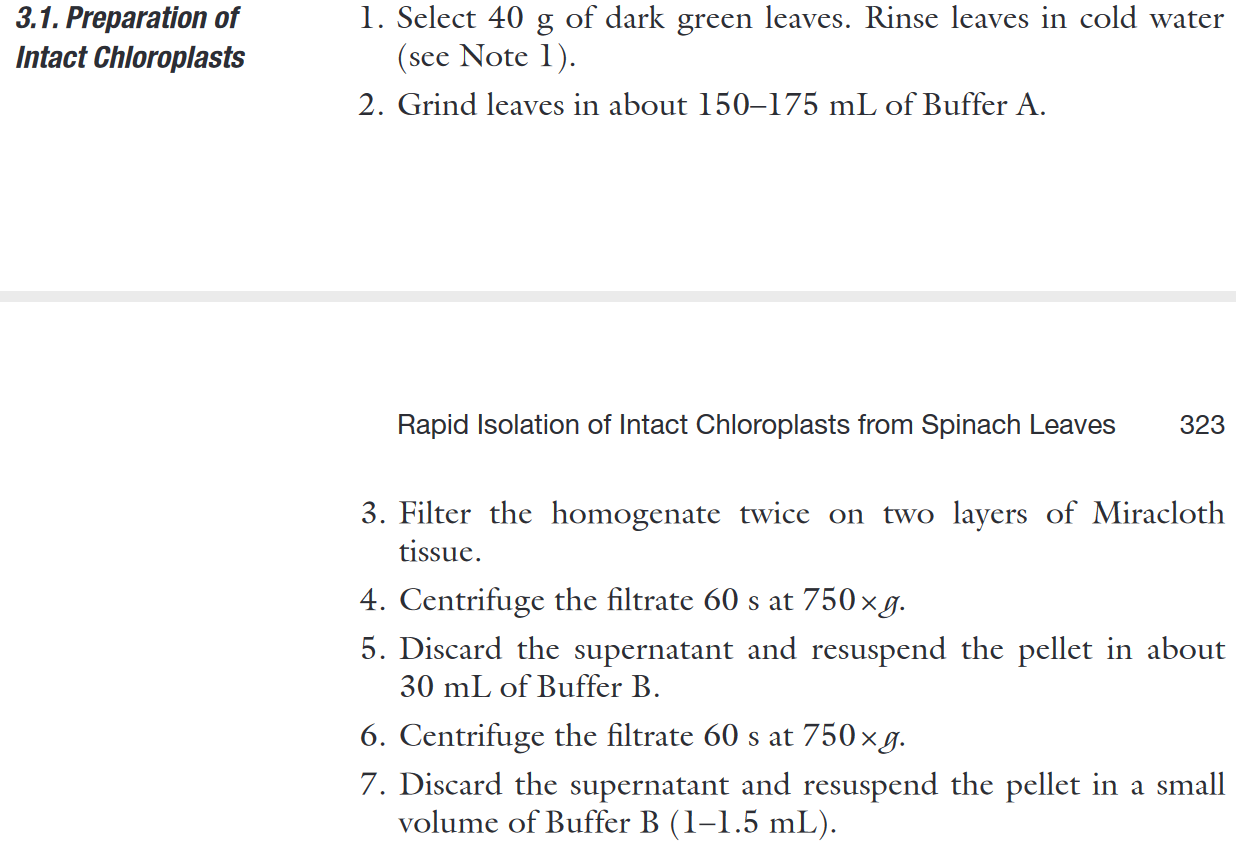 3.1. Preparation of
Intact Chloroplasts
1. Select 40 g of dark green leaves. Rinse leaves in cold water
(see Note 1).
2. Grind leaves in about 150–175 mL of Buffer A.
Rapid Isolation of Intact Chloroplasts from Spinach Leaves 323
3. Filter the homogenate twice on two layers of Miracloth
tissue.
4. Centrifuge the filtrate 60 s at 750×g.
5. Discard the supernatant and resuspend the pellet in about
30 mL of Buffer B.
6. Centrifuge the filtrate 60 s at 750×g.
7. Discard the supernatant and resuspend the pellet in a small
volume of Buffer B (1–1.5 mL).